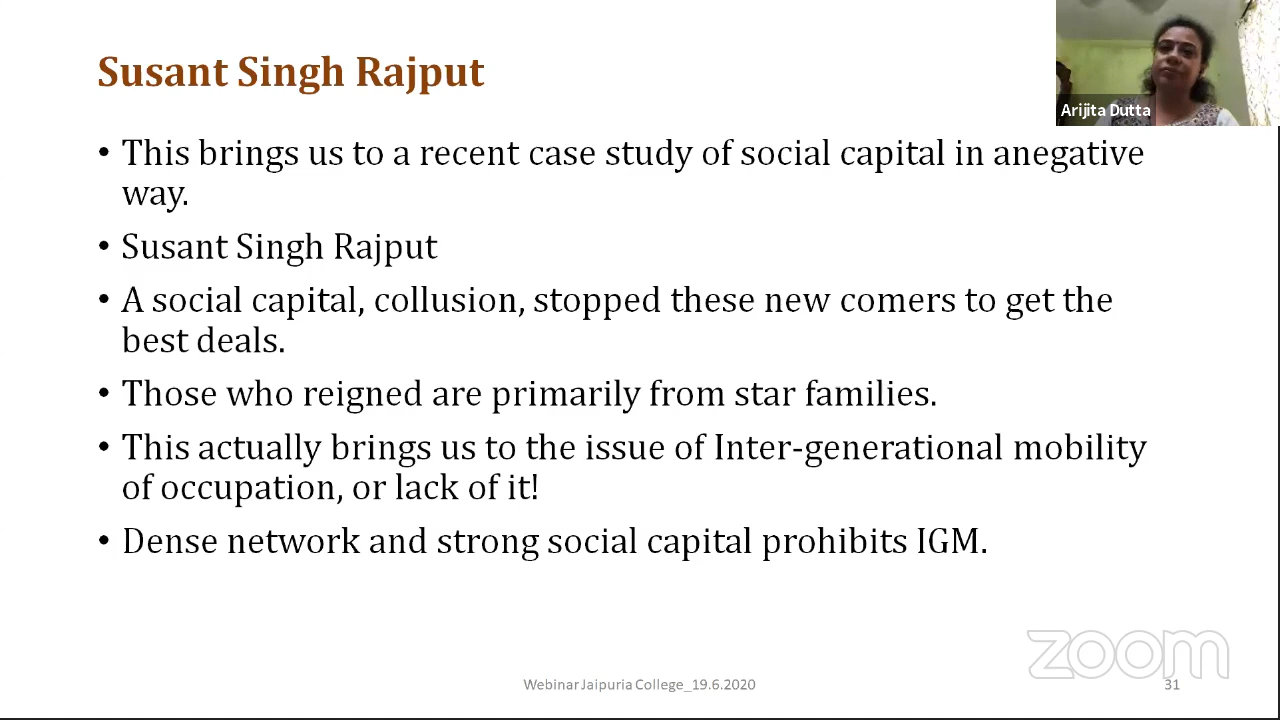 Susant Singh Rajput
Arijita Dutta
• This brings us to a recent case study of social capital in anegative
way.
• Susant Singh Rajput
• A social capital, collusion, stopped these new comers to get the
best deals.
• Those who reigned are primarily from star families.
• This actually brings us to the issue of Inter-generational mobility
of occupation, or lack of it!
• Dense network and strong social capital prohibits IGM.
zoom
Webinar Jaipuria College_19.6.2020
31